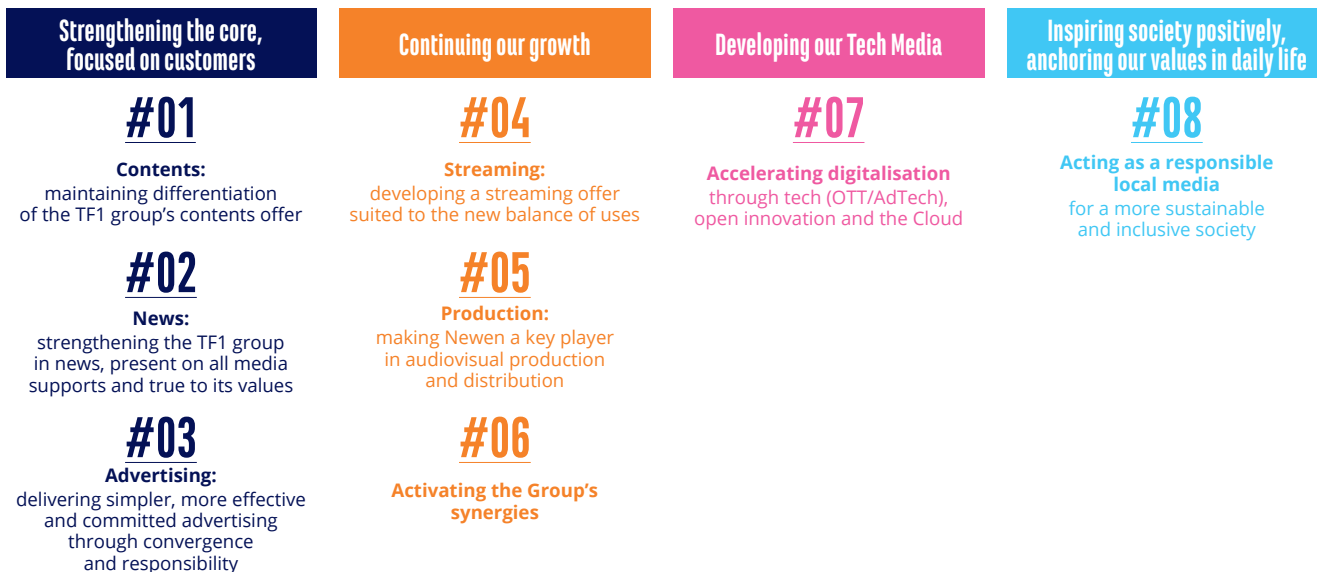 Strengthening the core,
focused on customers
#01
Contents:
maintaining differentiation
of the TF1 group’s contents offer
#02
News:
strengthening the TF1 group
in news, present on all media
supports and true to its values
#03
Advertising:
delivering simpler, more effective
and committed advertising
through convergence
and responsibility
Continuing our growth
#04
Streaming:
developing a streaming offer
suited to the new balance of uses
#05
Production:
making Newen a key player
in audiovisual production
and distribution
#06
Activating the Group’s
synergies
Developing our Tech Media
#07
Accelerating digitalisation
through tech (OTT/AdTech),
open innovation and the Cloud
Inspiring society positively,
anchoring our values in daily life
#08
Acting as a responsible
local media
for a more sustainable
and inclusive society